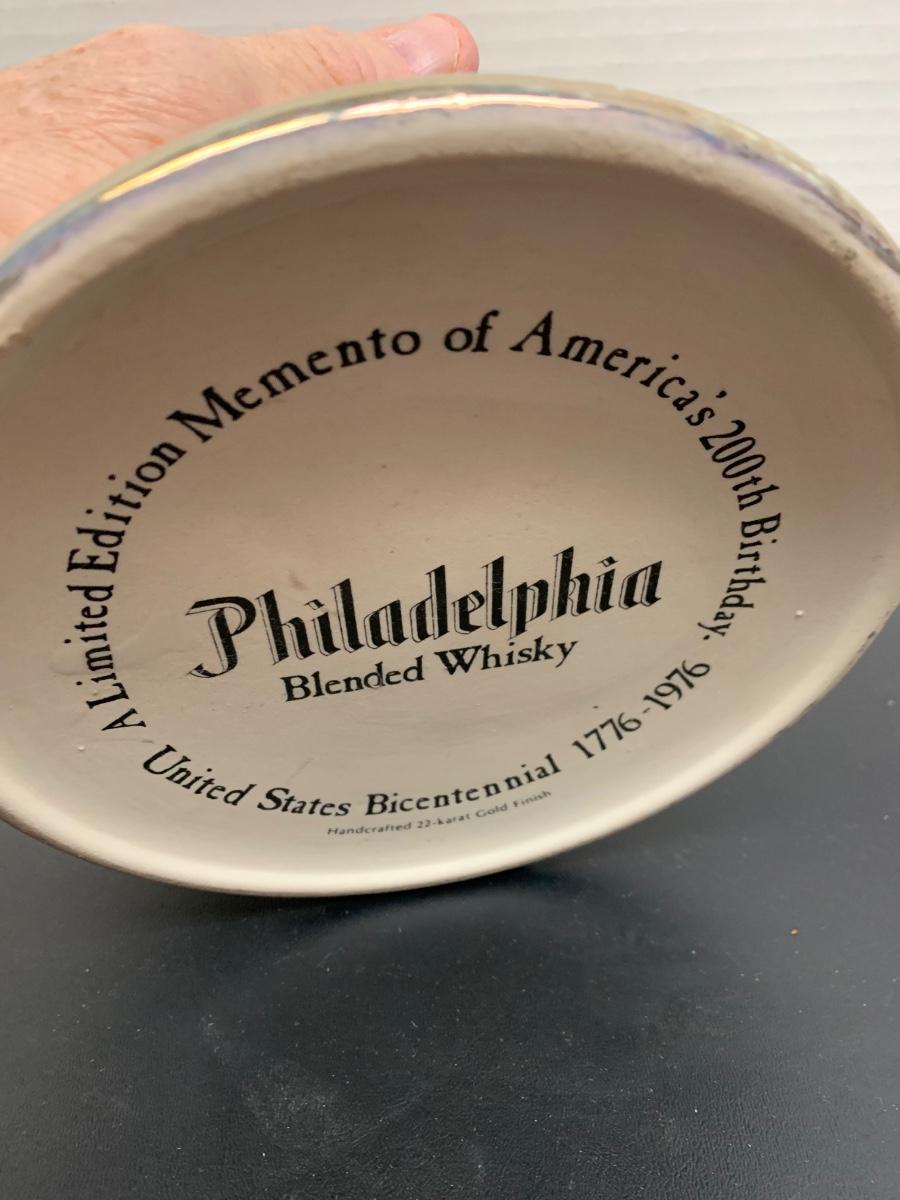 A Limited Edition Memento of America's 200th Birthday.
Philadelphia
Blended Whisky
United States Bicentennial 1776-1976
Handcrafted 22-karat Gold Finish